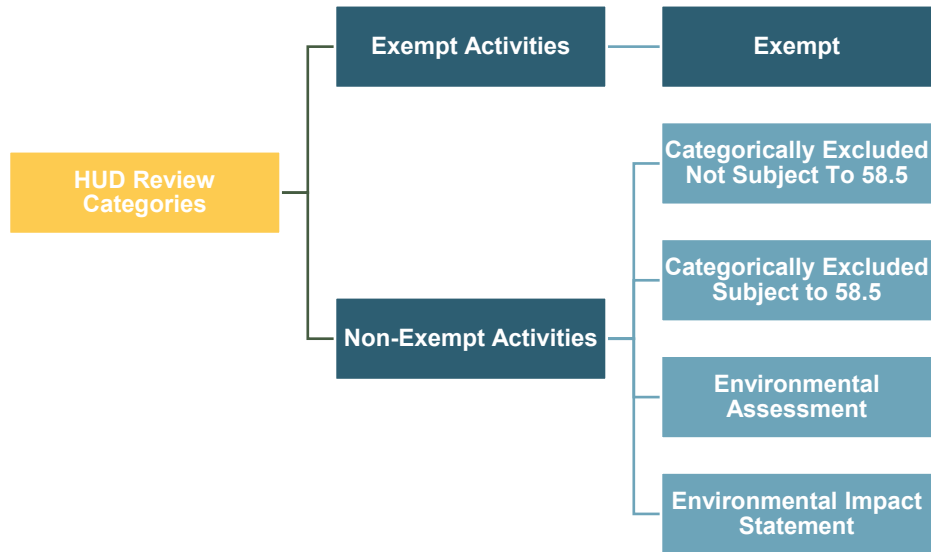 Exempt Activities
Exempt
HUD Review
Categories
Categorically Excluded
Not Subject To 58.5
Categorically Excluded
Subject to 58.5
Non-Exempt Activities
Environmental
Assessment
Environmental Impact
Statement